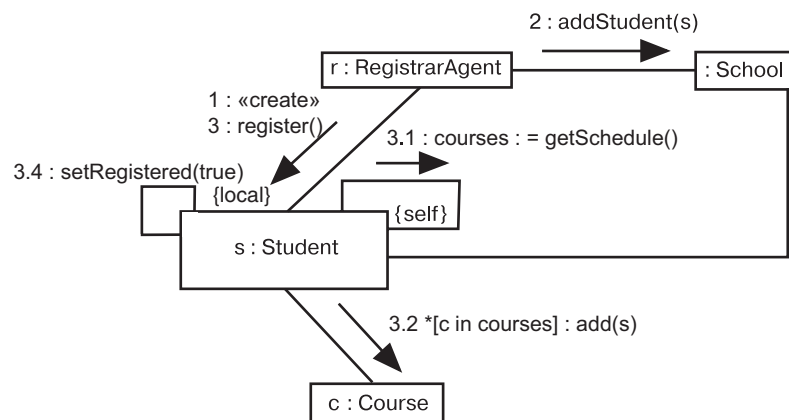 2 : addStudent(s)
r : RegistrarAgent
: School
1 : «create»
3 : register()
3.1 : courses : = getSchedule()
3.4 : setRegistered(true)
{local}
{self}
s : Student
3.2 *[c in courses] : add(s)
c : Course